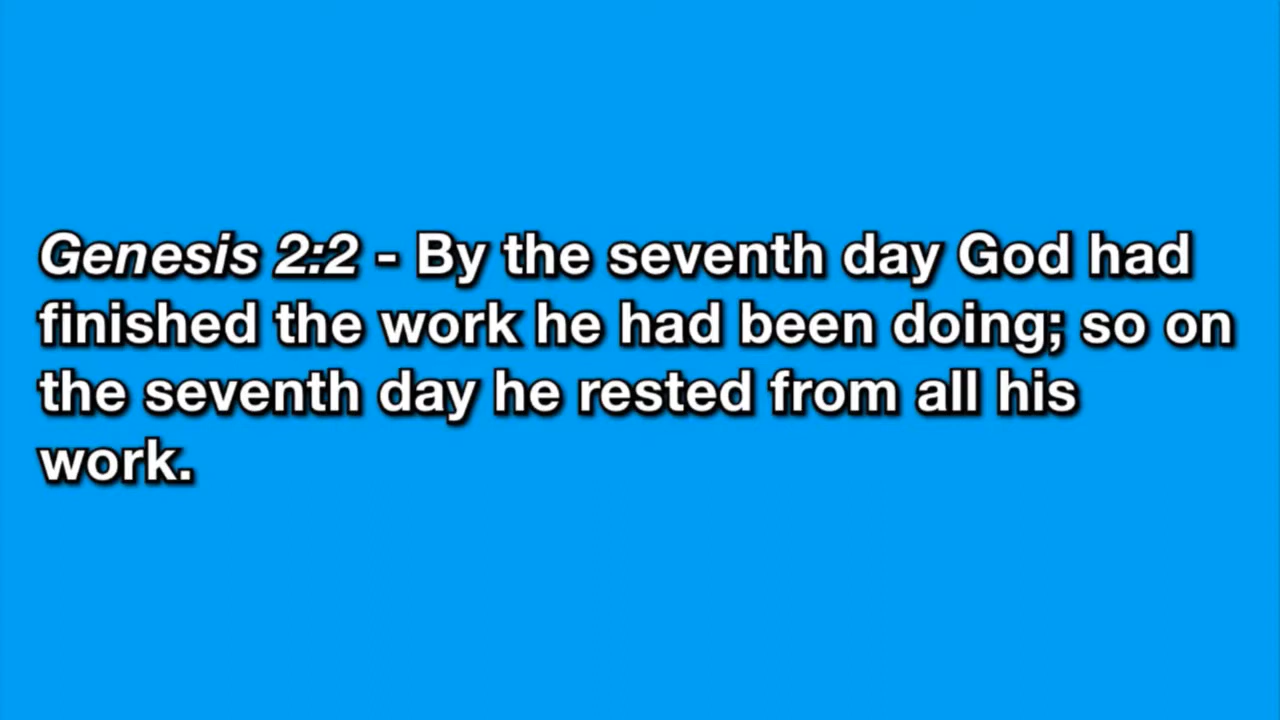 Genesis 2:2 - By the seventh day God had
finished the work he had been doing; so on
the seventh day he rested from all his
work.